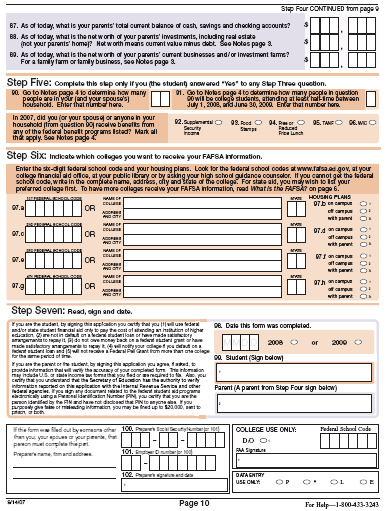 Step Four CONTINUED from page 9
87. As of today, what is your parents' total current balance of cash, savings and checking accounts? $
88. As of today, what is the net worth of your parents' investments, including real estate
(not your parents' home)? Net worth means current value minus debt. See Notes page 3. $
89. As of today, what is the net worth of your parents' current businesses and/or investment farms?
For a family farm or family business, see Notes page 3. $
Step Five: Complete this step only if you (the student) answered "Yes" to any Step Three question.
90. Go to Notes page 4 to determine how many
people are in your (and your spouse's)
household. Enter that number here.
91. Go to Notes page 4 to determine how many people in question
90 will be college students, attending at least half-time between
July 1, 2008, and June 30, 2009. Enter that number here.
In 2007, did you (or your spouse) or anyone in your
household (from question 90) receive benefits from
any of the federal benefit programs listed? Mark all
that apply. See Notes page 4.
92. Supplemental
Security
Income
93. Food
Stamps
94. Free or
Reduced
Price Lunch
95. TANF
96. WIC
Step Six: Indicate which colleges you want to receive your FAFSA information.
Enter the six-digit federal school code and your housing plans. Look for the federal school codes at www.fafsa.ed.gov, at your
college financial aid office, at your public library or by asking your high school guidance counselor. If you cannot get the federal
school code, write in the complete name, address, city and state of the college. For state aid, you may wish to list your
preferred college first. To have more colleges receive your FAFSA information, read What is the FAFSA? on page 6.
HOUSING PLANS
1ST FEDERAL SCHOOL CODE
97.a
OR
NAME OF
COLLEGE
ADDRESS
AND CITY
STATE
97.b on campus 1
off campus 2
with parent 3
2ND FEDERAL SCHOOL CODE
97.c
OR
NAME OF
COLLEGE
ADDRESS
AND CITY
STATE
97.d on campus 1
off campus 2
with parent 3
3RD FEDERAL SCHOOL CODE
97.e
OR
NAME OF
COLLEGE
ADDRESS
AND CITY
STATE
97.f on campus 1
off campus 2
with parent 3
4TH FEDERAL SCHOOL CODE
97.g
OR
NAME OF
COLLEGE
ADDRESS
AND CITY
STATE
97.h on campus 1
off campus 2
with parent 3
Step Seven: Read, sign and date.
If you are the student, by signing this application you certify that you (1) will use federal
and/or state student financial aid only to pay the cost of attending an institution of higher
education, (2) are not in default on a federal student loan or have made satisfactory
arrangements to repay it, (3) do not owe money back on a federal student grant or have
made satisfactory arrangements to repay it, (4) will notify your college if you default on a
federal student loan and (5) will not receive a Federal Pell Grant from more than one college
for the same period of time.
If you are the parent or the student, by signing this application you agree, if asked, to
provide information that will verify the accuracy of your completed form. This information
may include U.S. or state income tax forms that you filed or are required to file. Also, you
certify that you understand that the Secretary of Education has the authority to verify
information reported on this application with the Internal Revenue Service and other
federal agencies. If you sign any document related to the federal student aid programs
electronically using a Personal Identification Number (PIN), you certify that you are the
person identified by the PIN and have not disclosed that PIN to anyone else. If you
purposely give false or misleading information, you may be fined up to $20,000, sent to
prison, or both.
98. Date this form was completed.
2008 or 2009
99. Student (Sign below)
Parent (A parent from Step Four sign below)
If this form was filled out by someone other
than you, your spouse or your parents, that
person must complete this part.
Preparer's name, firm and address
100. Preparer's Social Security Number (or 101)
101. Employer ID number (or 100)
102. Preparer's signature and date
COLLEGE USE ONLY:
D/O 1
Federal School Code
FAA Signature
DATA ENTRY
USE ONLY:
P * L E
8/14/07
Page 10
For Help—1-800-433-3243